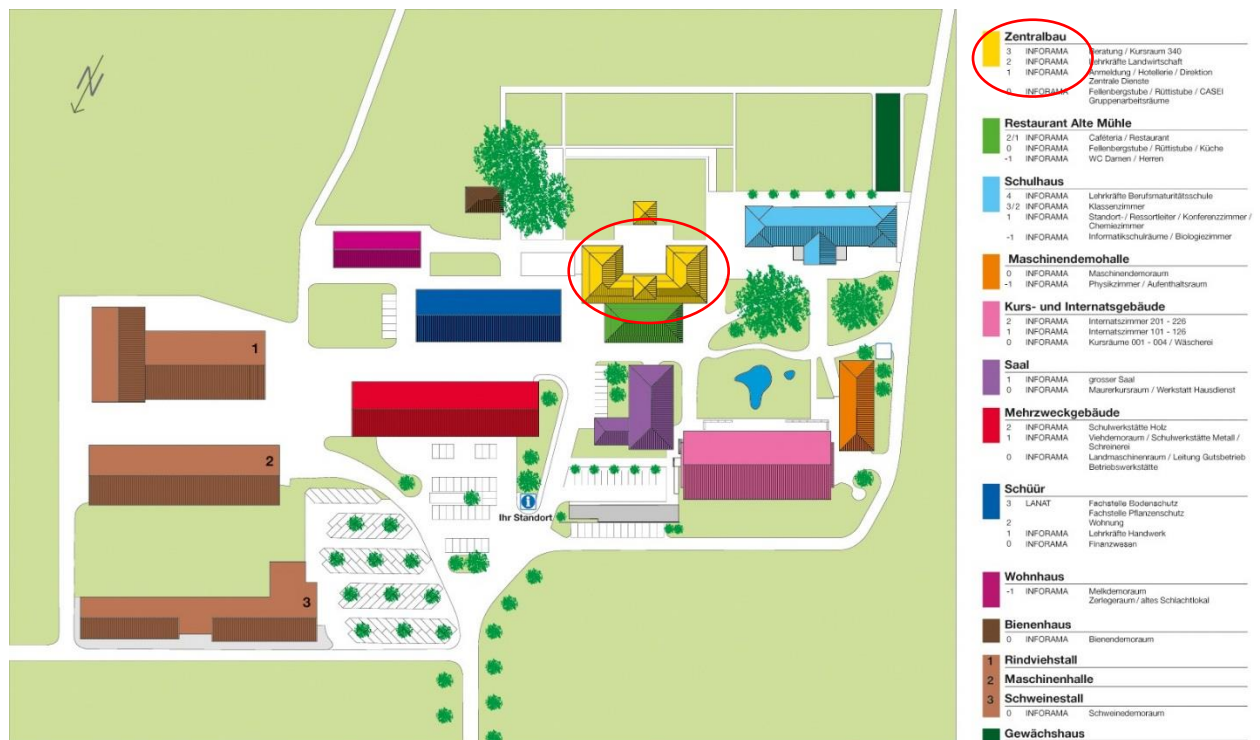 N
1
2
3
Ihr Standort
Zentralbau
3 INFORAMA Beratung / Kursraum 340
2 INFORAMA Lehrkräfte Landwirtschaft
1 INFORAMA Anmeldung / Hotellerie / Direktion
Zentrale Dienste
0 INFORAMA Fellenbergstube / Rüttistube / CASEI
Gruppenarbeitsräume
Restaurant Alte Mühle
2/1 INFORAMA Caféteria / Restaurant
0 INFORAMA Fellenbergstube / Rüttistube / Küche
-1 INFORAMA WC Damen / Herren
Schulhaus
4 INFORAMA Lehrkräfte Berufsmaturitätsschule
3/2 INFORAMA Klassenzimmer
1 INFORAMA Standort- / Ressortleiter / Konferenzzimmer /
Chemiezimmer
-1 INFORAMA Informatikschulräume / Biologiezimmer
Maschinendemohalle
0 INFORAMA Maschinendemoraum
-1 INFORAMA Physikzimmer / Aufenthaltsraum
Kurs- und Internatsgebäude
2 INFORAMA Internatszimmer 201 - 226
1 INFORAMA Internatszimmer 101 - 126
0 INFORAMA Kursräume 001 - 004 / Wäscherei
Saal
1 INFORAMA grosser Saal
0 INFORAMA Maurerkursraum / Werkstatt Hausdienst
Mehrzweckgebäude
2 INFORAMA Schulwerkstätte Holz
1 INFORAMA Viehdemoraum / Schulwerkstätte Metall /
Schreinerei
0 INFORAMA Landmaschinenraum / Leitung Gutsbetrieb
Betriebswerkstätte
Schüür
3 LANAT Fachstelle Bodenschutz
Fachstelle Pflanzenschutz
2 Wohnung
1 INFORAMA Lehrkräfte Handwerk
0 INFORAMA Finanzwesen
Wohnhaus
-1 INFORAMA Melkdemoraum
Zerlegeraum / altes Schlachtlokal
Bienenhaus
0 INFORAMA Bienendemoraum
1 Rindviehstall
2 Maschinenhalle
3 Schweinestall
0 INFORAMA Schweinedemoraum
Gewächshaus